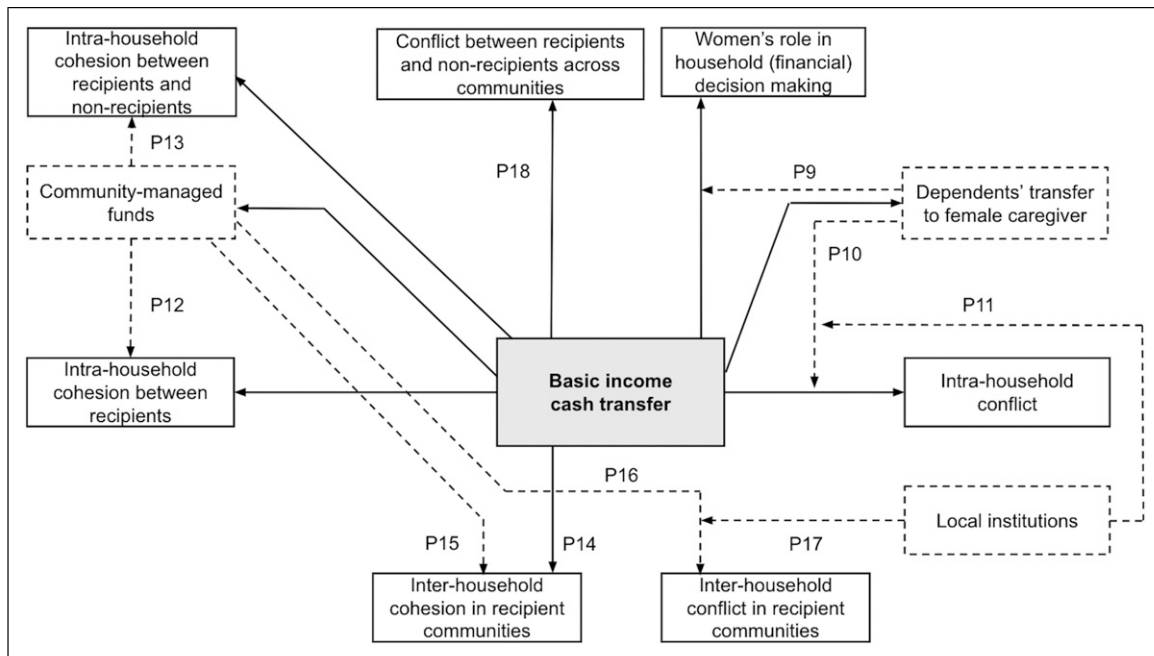 Intra-household
cohesion between
recipients and
non-recipients
Conflict between recipients
and non-recipients across
communities
Women's role in
household (financial)
decision making
P13
P18
P9
Community-managed
funds
Dependents' transfer
to female caregiver
P10
P12
P11
Intra-household
cohesion between
recipients
Basic income
cash transfer
Intra-household
conflict
P16
Local institutions
P15
P14
P17
Inter-household
cohesion in recipient
communities
Inter-household
conflict in recipient
communities